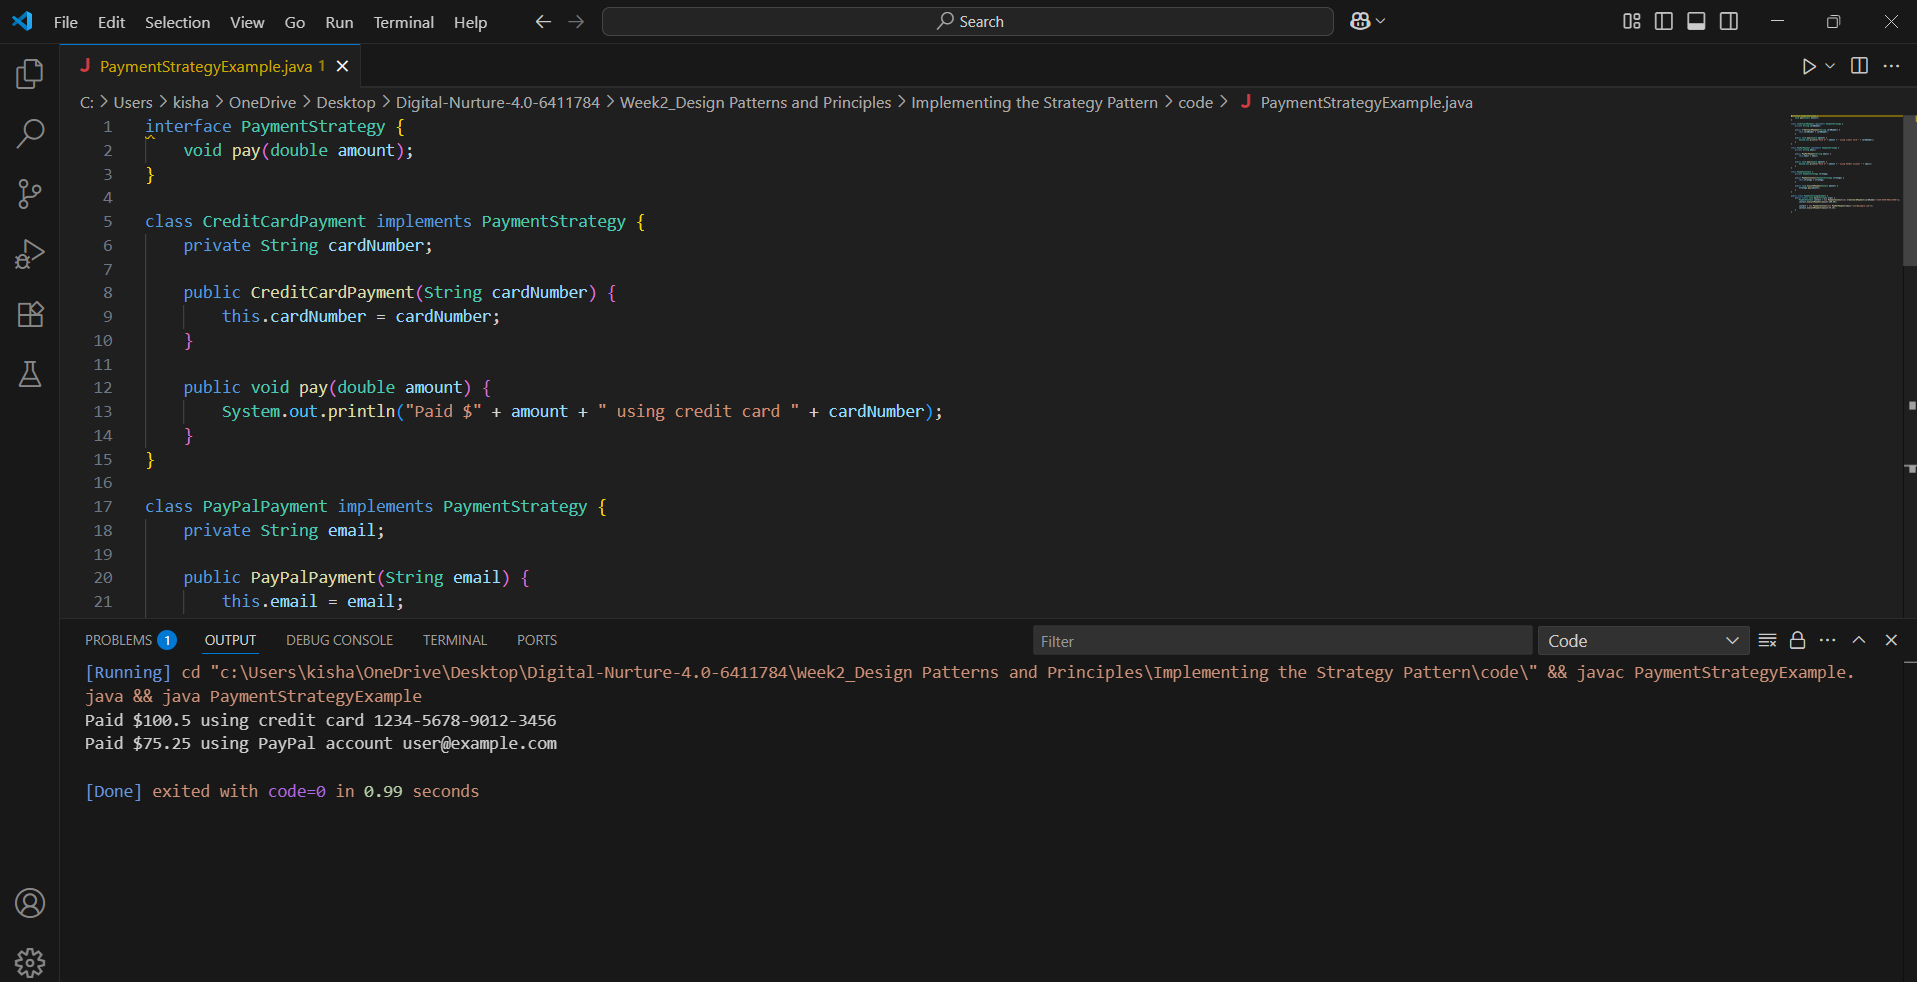 File Edit Selection View Go Run Terminal Help Search
PaymentStrategyExample.java 1
C: > Users > kisha > OneDrive > Desktop > Digital-Nurture-4.0-6411784 > Week2_Design Patterns and Principles > Implementing the Strategy Pattern > code > J PaymentStrategyExample.java
1 interface PaymentStrategy {
2 void pay(double amount);
3 }
4
5 class CreditCardPayment implements PaymentStrategy {
6 private String cardNumber;
7
8 public CreditCardPayment(String cardNumber) {
9 this.cardNumber = cardNumber;
10 }
11
12 public void pay(double amount) {
13 System.out.println("Paid $" + amount + " using credit card " + cardNumber);
14 }
15 }
16
17 class PayPalPayment implements PaymentStrategy {
18 private String email;
19
20 public PayPalPayment(String email) {
21 this.email = email;
PROBLEMS 1 OUTPUT DEBUG CONSOLE TERMINAL PORTS Filter Code
[Running] cd "c:\Users\kisha\OneDrive\Desktop\Digital-Nurture-4.0-6411784\Week2_Design Patterns and Principles\Implementing the Strategy Pattern\code\" && javac PaymentStrategyExample.
java && java PaymentStrategyExample
Paid $100.5 using credit card 1234-5678-9012-3456
Paid $75.25 using PayPal account user@example.com
[Done] exited with code=0 in 0.99 seconds